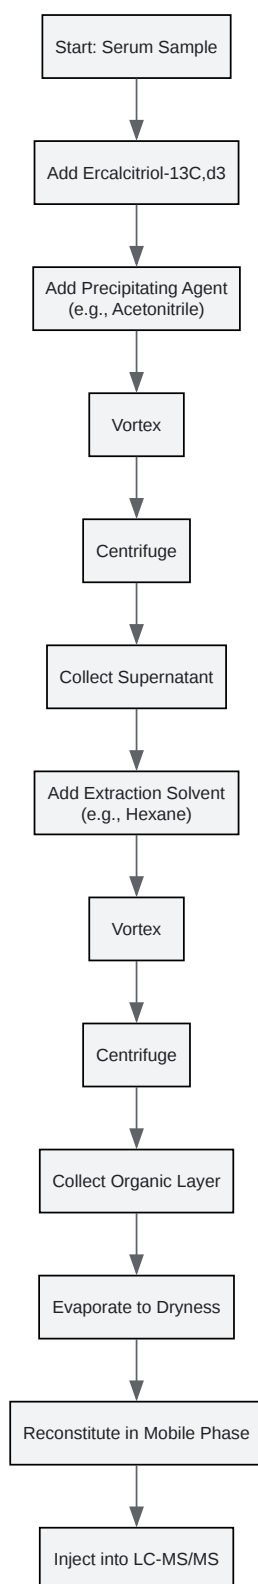 Start: Serum Sample
Add Ercalcitriol-13C,d3
Add Precipitating Agent
(e.g., Acetonitrile)
Vortex
Centrifuge
Collect Supernatant
Add Extraction Solvent
(e.g., Hexane)
Vortex
Centrifuge
Collect Organic Layer
Evaporate to Dryness
Reconstitute in Mobile Phase
Inject into LC-MS/MS